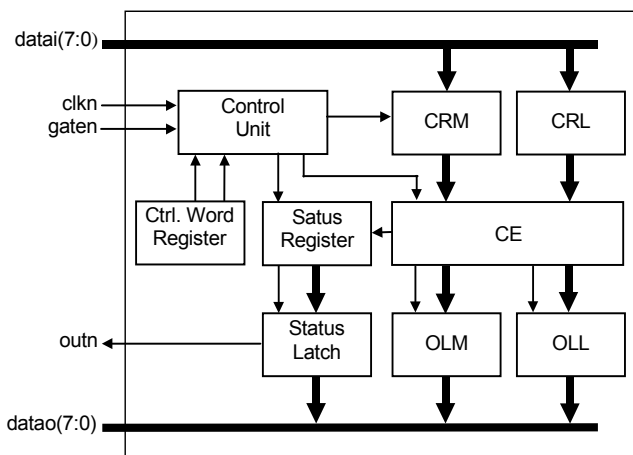 datai(7:0)
clkn
gaten
Control
Unit
CRM
CRL
Ctrl. Word
Register
Satus
Register
CE
outn
Status
Latch
OLM
OLL
datao(7:0)